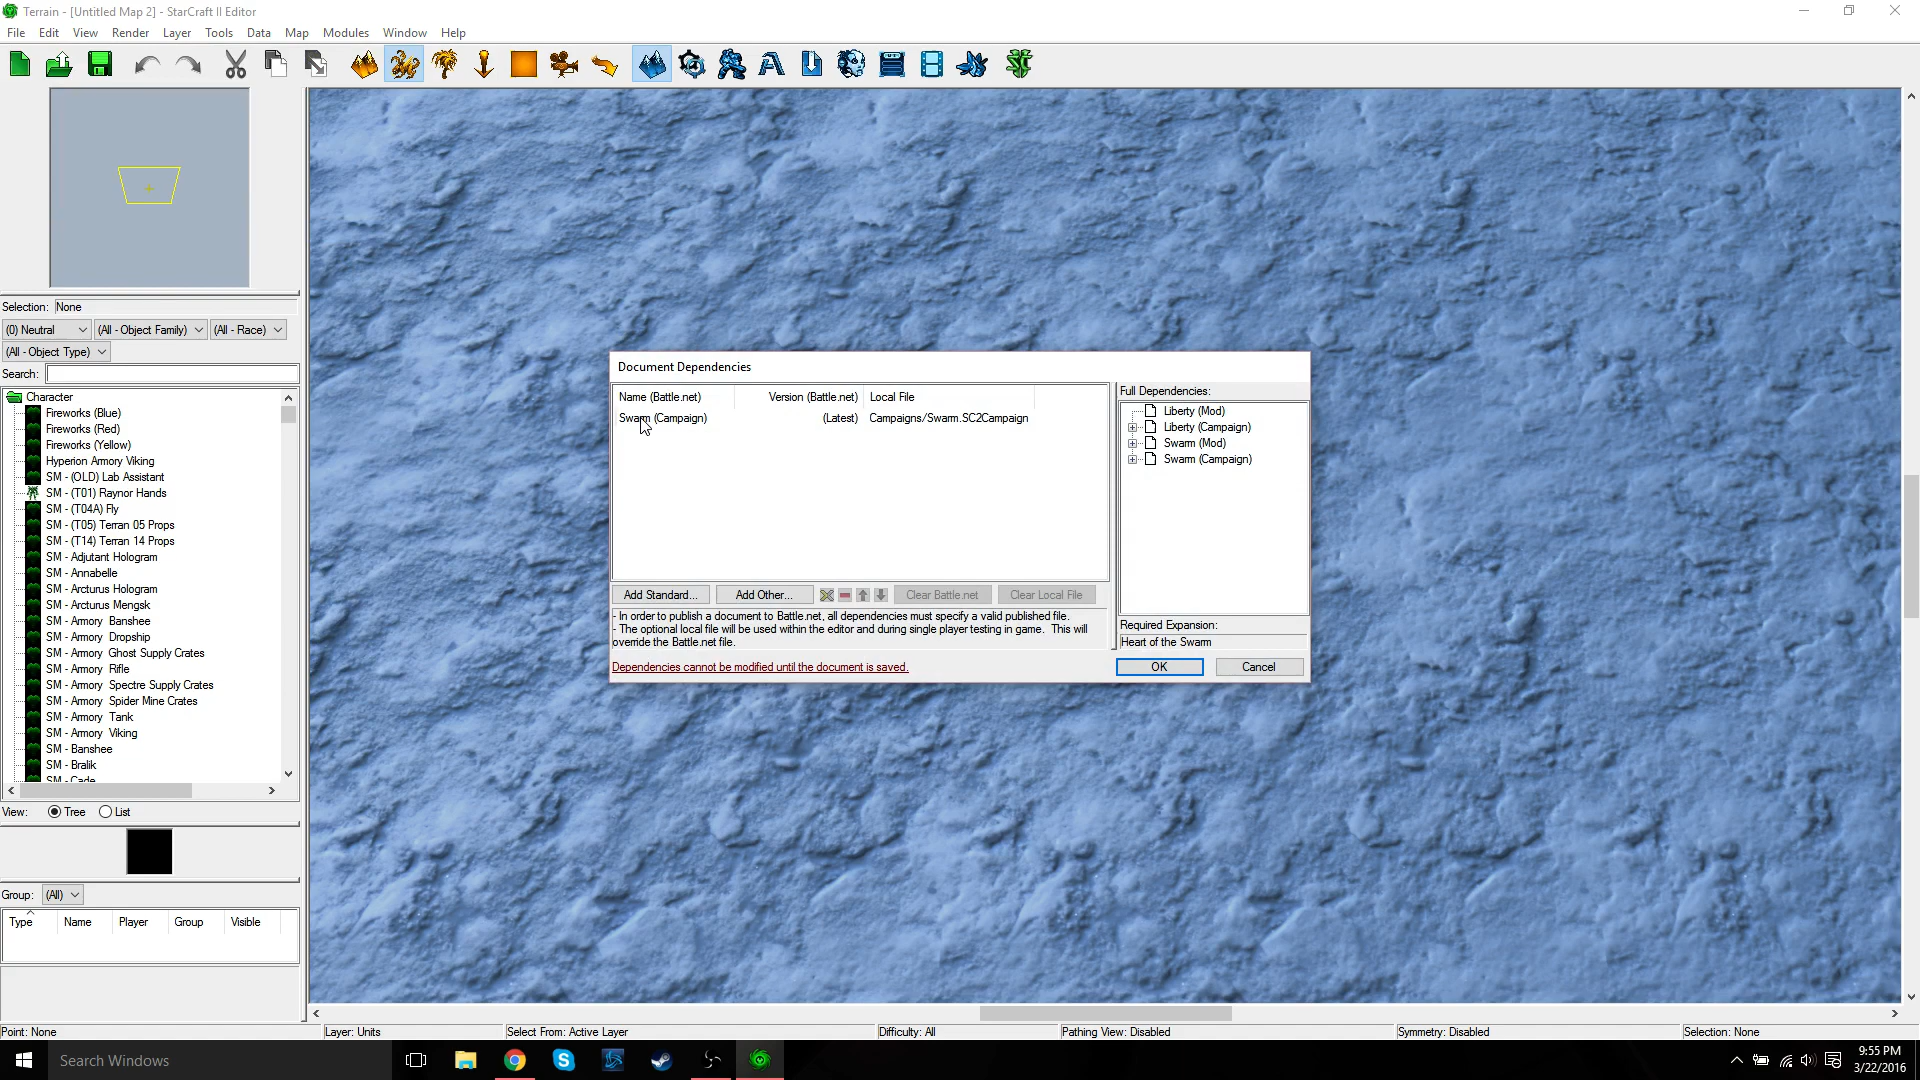 Terrain - [Untitled Map 2] - StarCraft II Editor
File Edit View Render Layer Tools Data Map Modules Window Help
Selection: None
(0) Neutral (All - Object Family) (All - Race)
(All - Object Type)
Search:
Character
Fireworks (Blue)
Fireworks (Red)
Fireworks (Yellow)
Hyperion Armory Viking
SM - (OLD) Lab Assistant
SM - (T01) Raynor Hands
SM - (T04A) Fly
SM - (T05) Terran 05 Props
SM - (T14) Terran 14 Props
SM - Adjutant Hologram
SM - Annabelle
SM - Arcturus Hologram
SM - Arcturus Mengsk
SM - Armory Banshee
SM - Armory Dropship
SM - Armory Ghost Supply Crates
SM - Armory Rifle
SM - Armory Spectre Supply Crates
SM - Armory Spider Mine Crates
SM - Armory Tank
SM - Armory Viking
SM - Banshee
SM - Bralik
SM - Cade
View: Tree List
Group: (All)
Type Name Player Group Visible
Document Dependencies
Name (Battle.net) Version (Battle.net) Local File
Swarm (Campaign) (Latest) Campaigns/Swarm.SC2Campaign
Add Standard... Add Other... Clear Battle.net Clear Local File
- In order to publish a document to Battle.net, all dependencies must specify a valid published file.
- The optional local file will be used within the editor and during single player testing in game. This will
override the Battle.net file.
Dependencies cannot be modified until the document is saved.
Full Dependencies:
Liberty (Mod)
Liberty (Campaign)
Swarm (Mod)
Swarm (Campaign)
Required Expansion:
Heart of the Swarm
OK Cancel
Point: None Layer: Units Select From: Active Layer Difficulty: All Pathing View: Disabled Symmetry: Disabled Selection: None
Search Windows
9:55 PM
3/22/2016